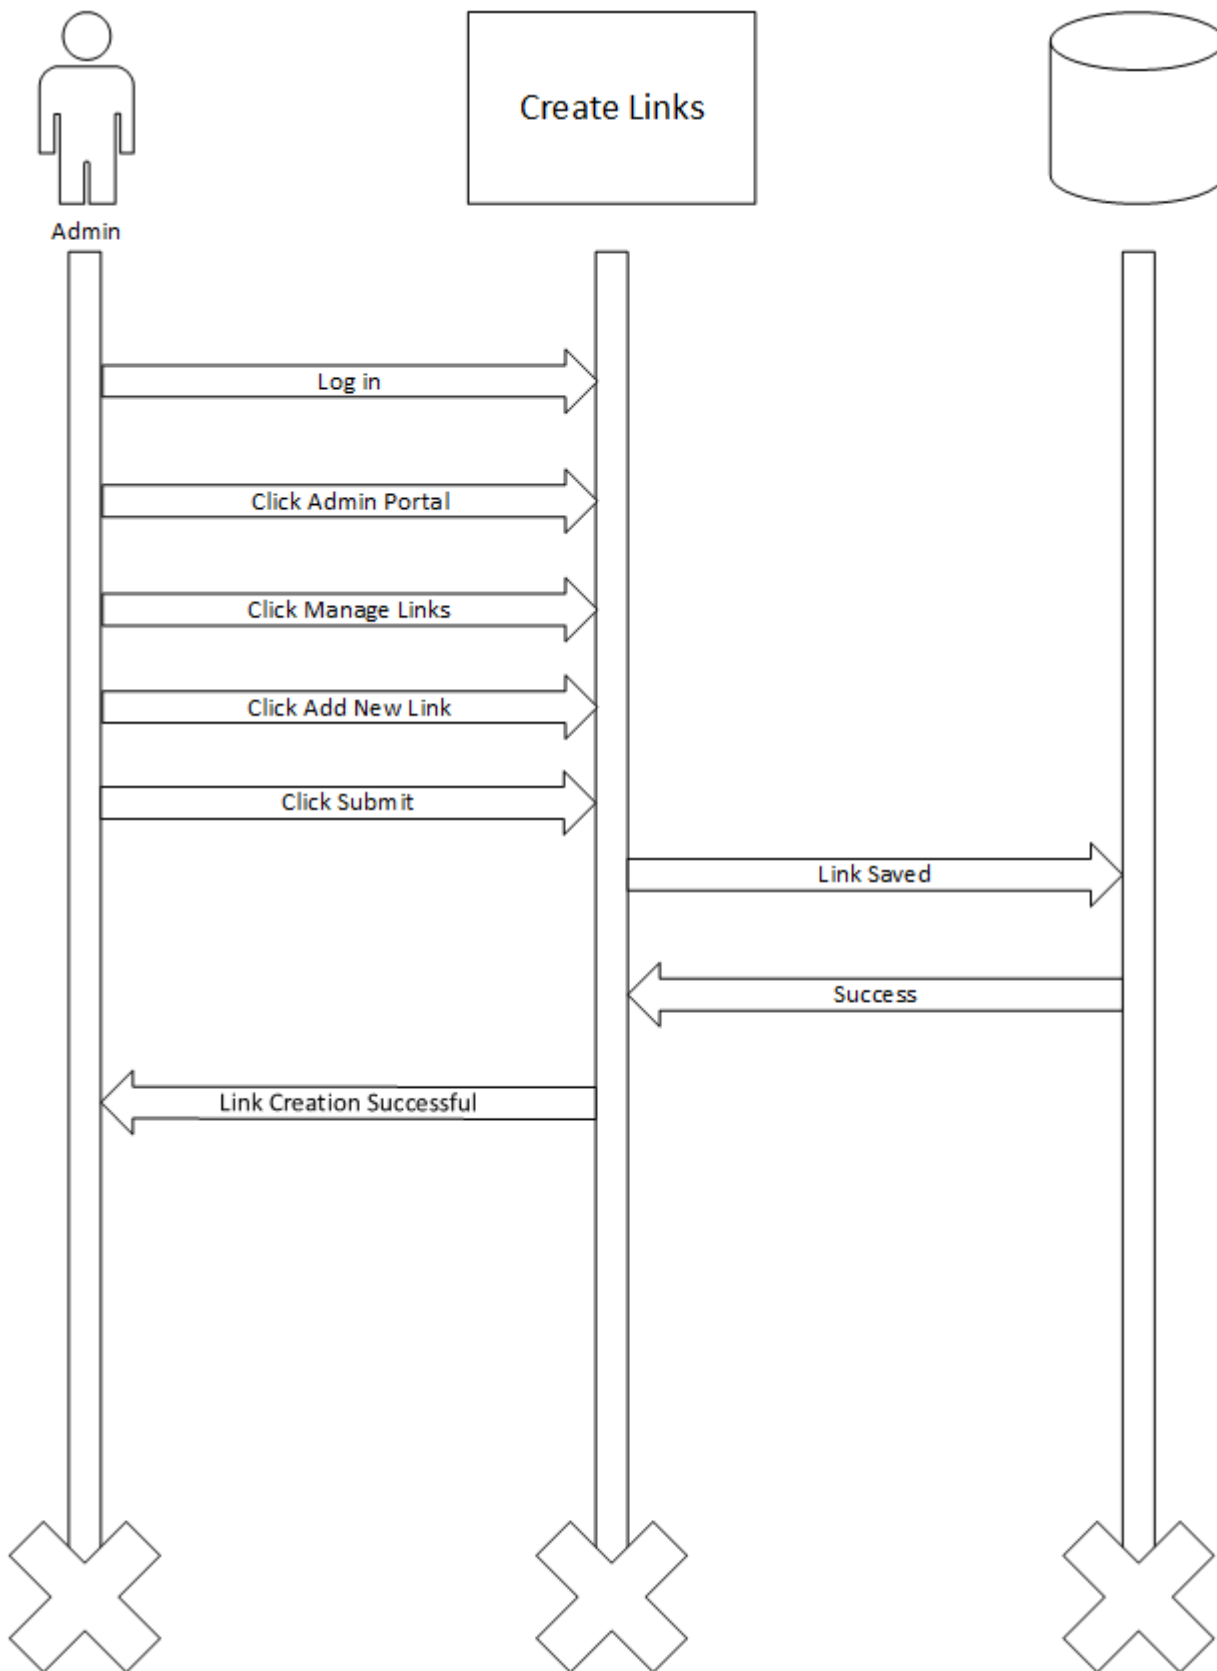 Create Links
Admin
Log in
Click Admin Portal
Click Manage Links
Click Add New Link
Click Submit
Link Saved
Success
Link Creation Successful